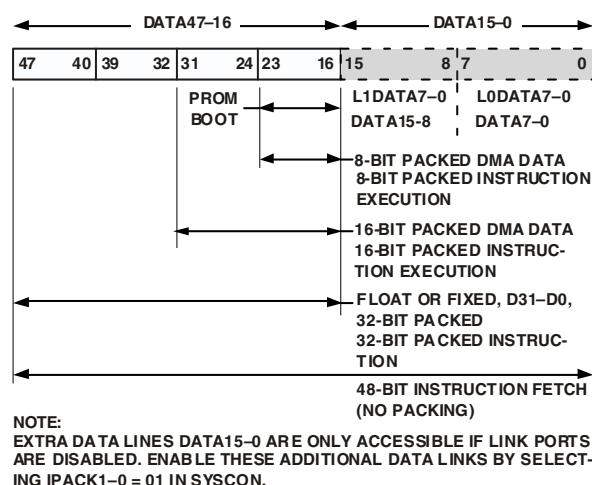 DATA47–16 DATA15–0
47 40 39 32 31 24 23 16 15 8 7 0
PROM BOOT
L1DATA7–0 L0DATA7–0
DATA15-8 DATA7–0
8-BIT PACKED DMA DATA
8-BIT PACKED INSTRUCTION
EXECUTION
16-BIT PACKED DMA DATA
16-BIT PACKED INSTRUC-
TION EXECUTION
FLOAT OR FIXED, D31–D0,
32-BIT PACKED
32-BIT PACKED INSTRUC-
TION
48-BIT INSTRUCTION FETCH
(NO PACKING)
NOTE:
EXTRA DATA LINES DATA15–0 ARE ONLY ACCESSIBLE IF LINK PORTS
ARE DISABLED. ENABLE THESE ADDITIONAL DATA LINKS BY SELECT-
ING IPACK1–0 = 01 IN SYSCON.